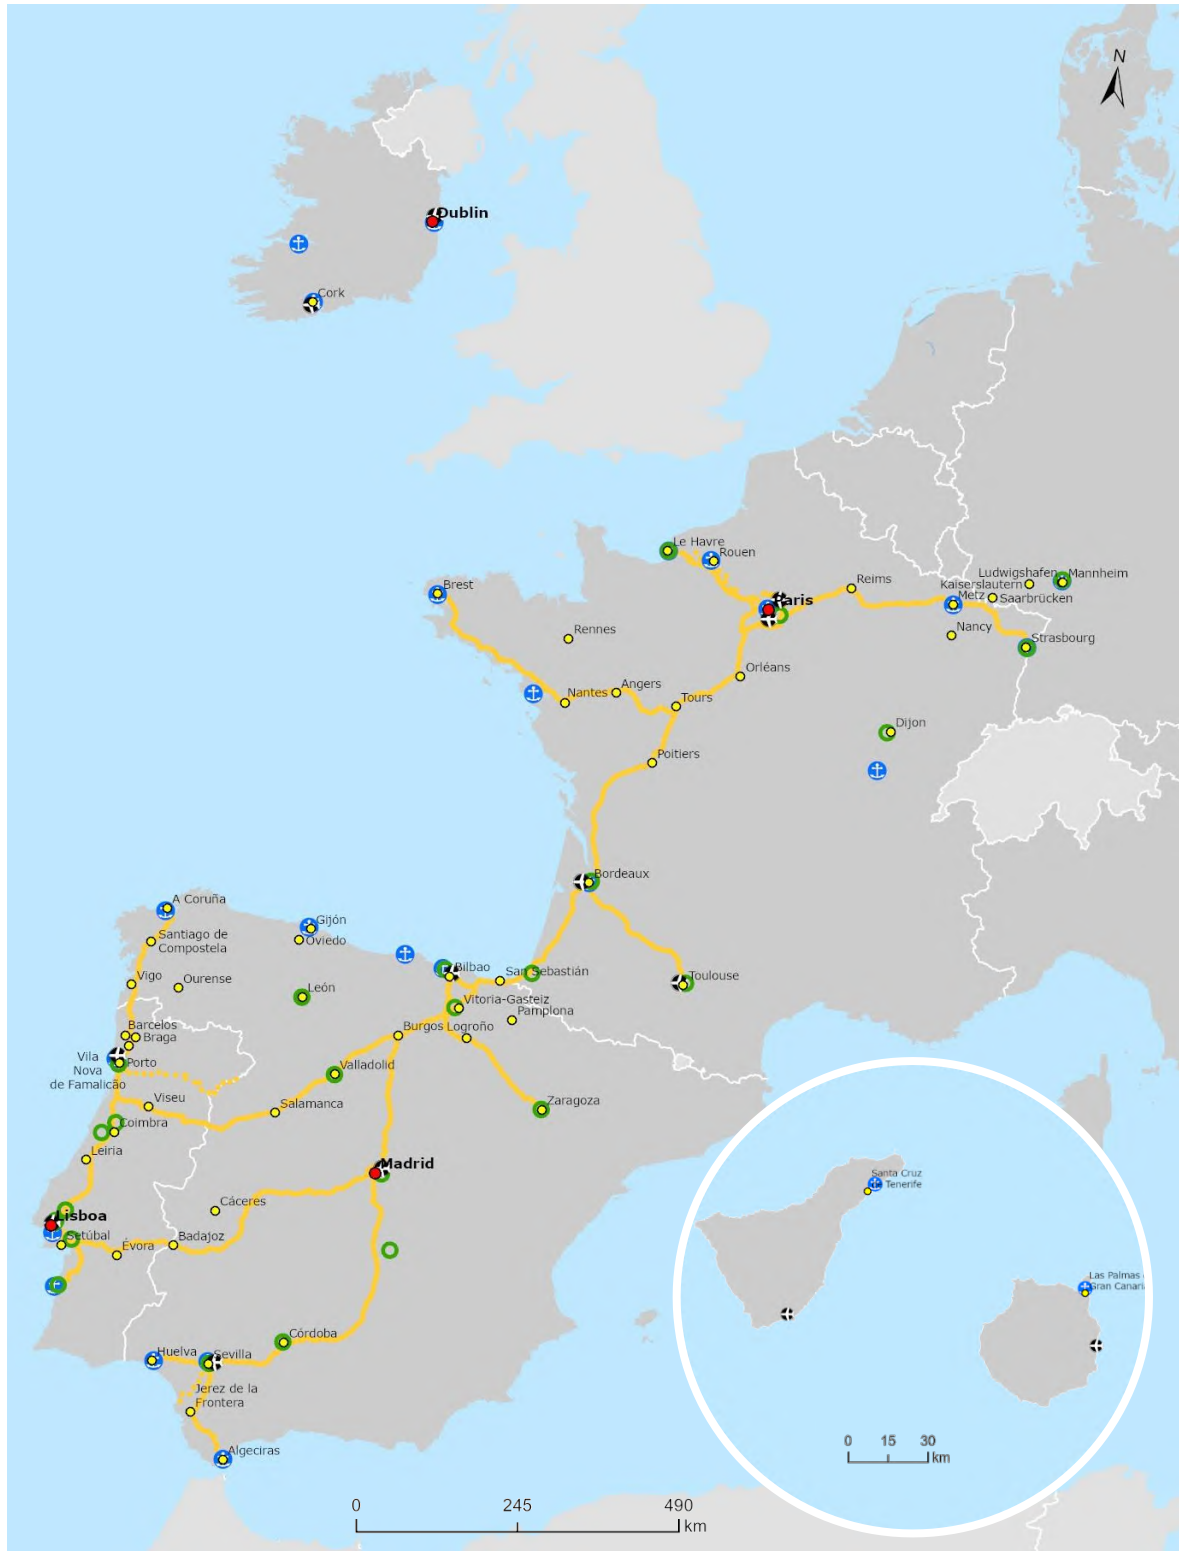 N
Dublin
Cork
Le Havre
Rouen
Brest
Paris
Reims
Ludwigshafen
Mannheim
Kaiserslautern
Metz
Saarbrücken
Nancy
Strasbourg
Rennes
Orléans
Angers
Nantes
Tours
Dijon
Poitiers
Bordeaux
A Coruña
Gijón
Santiago de
Compostela
Oviedo
Bilbao
San Sebastián
Toulouse
Vigo
Ourense
León
Vitoria-Gasteiz
Pamplona
Barcelos
Braga
Burgos
Logroño
Vila
Nova
de Famalicão
Porto
Valladolid
Viseu
Salamanca
Zaragoza
Coimbra
Leiria
Madrid
Santa Cruz
de Tenerife
Cáceres
Lisboa
Setúbal
Évora
Badajoz
Las Palmas
Gran Canaria
Córdoba
Huelva
Sevilla
Jerez de la
Frontera
Algeciras
0 15 30
km
0 245 490
km